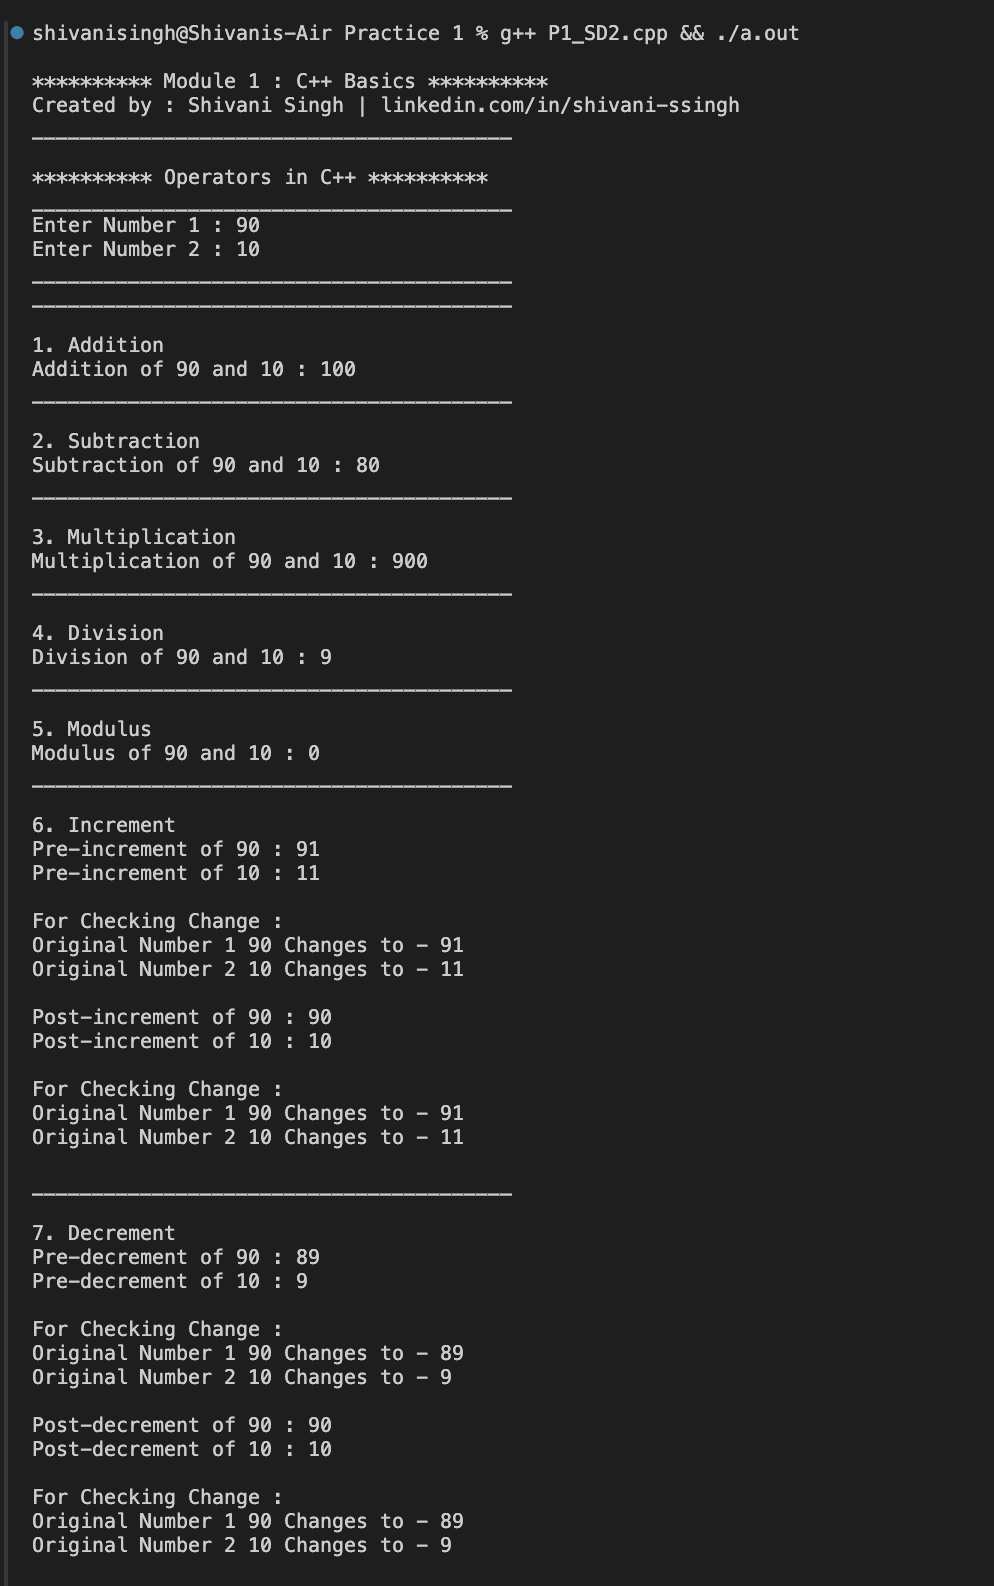 shivanisingh@Shivanis-Air Practice 1 % g++ P1_SD2.cpp && ./a.out
********** Module 1 : C++ Basics **********
Created by : Shivani Singh | linkedin.com/in/shivani-ssingh
________________________________________
********** Operators in C++ **********
________________________________________
Enter Number 1 : 90
Enter Number 2 : 10
________________________________________
________________________________________
1. Addition
Addition of 90 and 10 : 100
________________________________________
2. Subtraction
Subtraction of 90 and 10 : 80
________________________________________
3. Multiplication
Multiplication of 90 and 10 : 900
________________________________________
4. Division
Division of 90 and 10 : 9
________________________________________
5. Modulus
Modulus of 90 and 10 : 0
________________________________________
6. Increment
Pre-increment of 90 : 91
Pre-increment of 10 : 11
For Checking Change :
Original Number 1 90 Changes to - 91
Original Number 2 10 Changes to - 11
Post-increment of 90 : 90
Post-increment of 10 : 10
For Checking Change :
Original Number 1 90 Changes to - 91
Original Number 2 10 Changes to - 11
________________________________________
7. Decrement
Pre-decrement of 90 : 89
Pre-decrement of 10 : 9
For Checking Change :
Original Number 1 90 Changes to - 89
Original Number 2 10 Changes to - 9
Post-decrement of 90 : 90
Post-decrement of 10 : 10
For Checking Change :
Original Number 1 90 Changes to - 89
Original Number 2 10 Changes to - 9